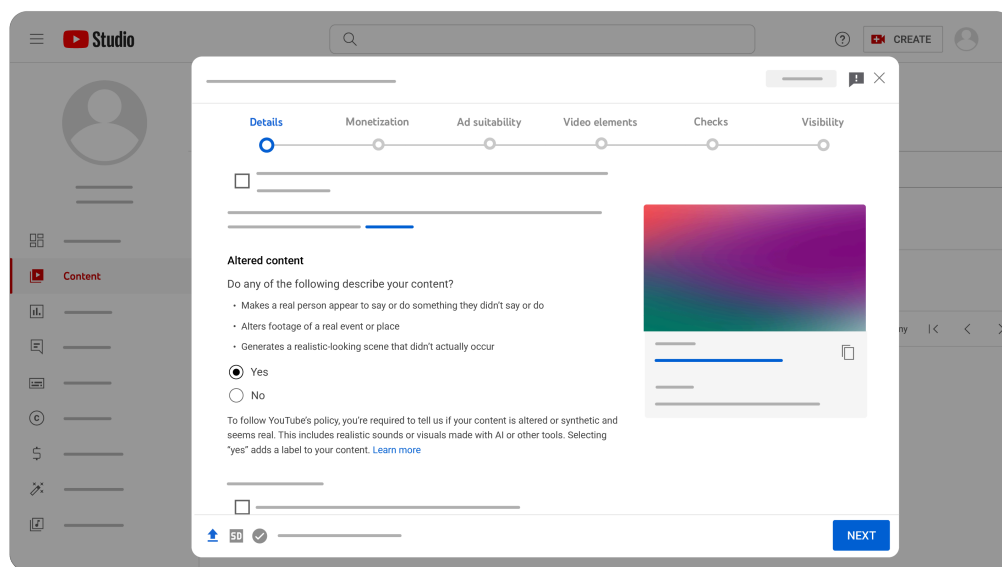 Studio
CREATE
Details
Monetization
Ad suitability
Video elements
Checks
Visibility
Content
Altered content
Do any of the following describe your content?
• Makes a real person appear to say or do something they didn't say or do
• Alters footage of a real event or place
• Generates a realistic-looking scene that didn't actually occur
Yes
No
To follow YouTube's policy, you're required to tell us if your content is altered or synthetic and
seems real. This includes realistic sounds or visuals made with AI or other tools. Selecting
"yes" adds a label to your content. Learn more
SD
NEXT